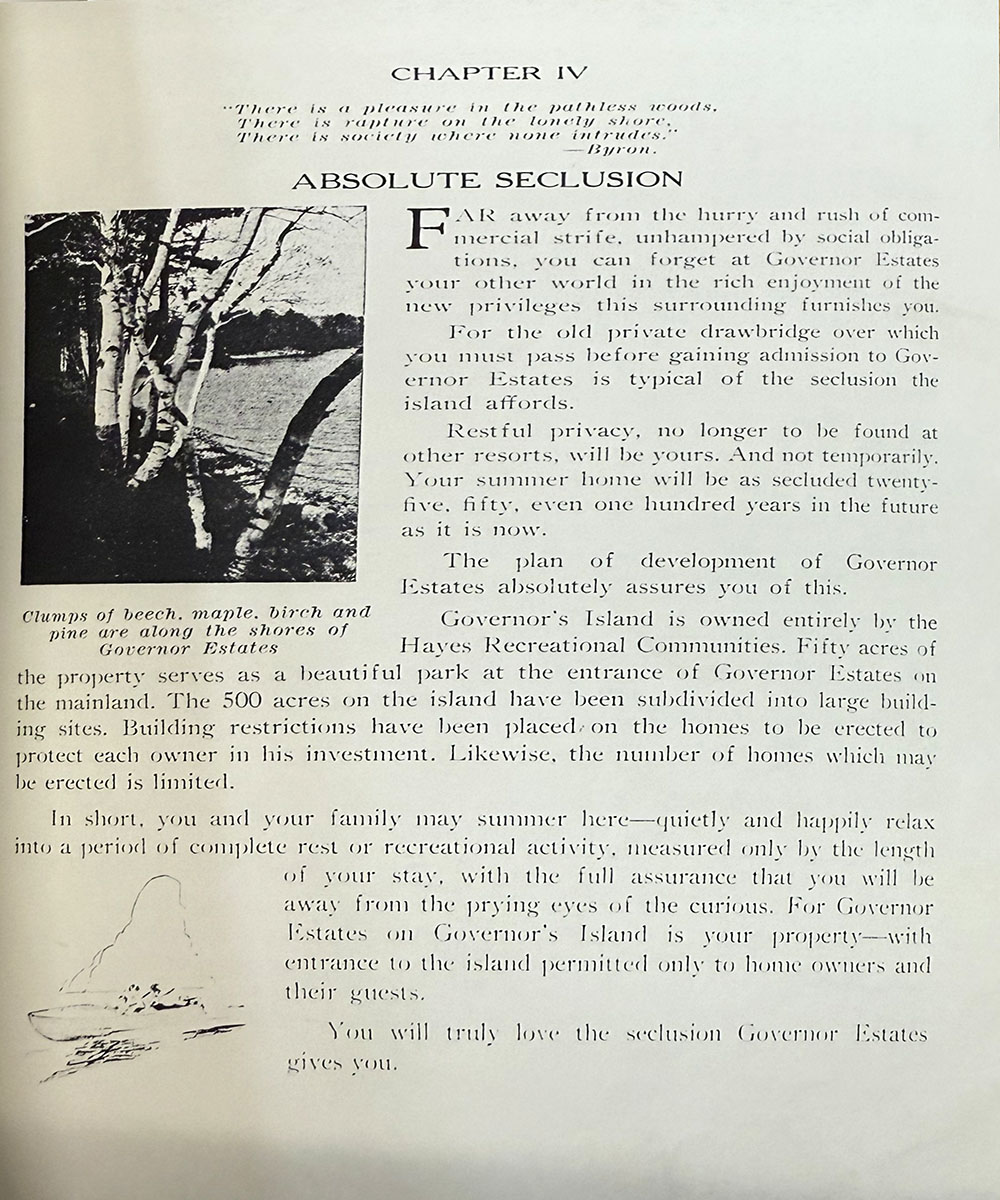 CHAPTER IV
"There is a pleasure in the pathless woods,
There is rapture on the lonely shore,
There is society where none intrudes."
—Byron.
ABSOLUTE SECLUSION
FAR away from the hurry and rush of com-
mercial strife, unhampered by social obliga-
tions, you can forget at Governor Estates
your other world in the rich enjoyment of the
new privileges this surrounding furnishes you.
For the old private drawbridge over which
you must pass before gaining admission to Gov-
ernor Estates is typical of the seclusion the
island affords.
Restful privacy, no longer to be found at
other resorts, will be yours. And not temporarily.
Your summer home will be as secluded twenty-
five, fifty, even one hundred years in the future
as it is now.
The plan of development of Governor
Estates absolutely assures you of this.
Clumps of beech, maple, birch and
pine are along the shores of
Governor Estates
Governor's Island is owned entirely by the
Hayes Recreational Communities. Fifty acres of
the property serves as a beautiful park at the entrance of Governor Estates on
the mainland. The 500 acres on the island have been subdivided into large build-
ing sites. Building restrictions have been placed on the homes to be erected to
protect each owner in his investment. Likewise, the number of homes which may
be erected is limited.
In short, you and your family may summer here—quietly and happily relax
into a period of complete rest or recreational activity, measured only by the length
of your stay, with the full assurance that you will be
away from the prying eyes of the curious. For Governor
Estates on Governor's Island is your property—with
entrance to the island permitted only to home owners and
their guests.
You will truly love the seclusion Governor Estates
gives you.